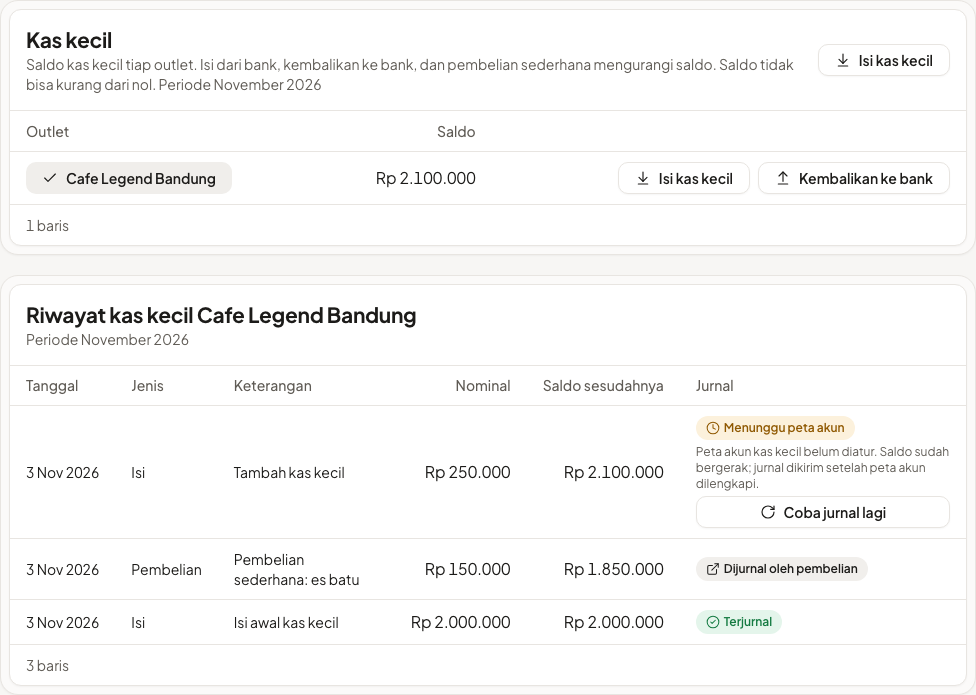 Kas kecil
Saldo kas kecil tiap outlet. Isi dari bank, kembalikan ke bank, dan pembelian sederhana mengurangi saldo. Saldo tidak
bisa kurang dari nol. Periode November 2026
Isi kas kecil
Outlet Saldo
Cafe Legend Bandung Rp 2.100.000 Isi kas kecil Kembalikan ke bank
1 baris
Riwayat kas kecil Cafe Legend Bandung
Periode November 2026
Tanggal Jenis Keterangan Nominal Saldo sesudahnya Jurnal
3 Nov 2026 Isi Tambah kas kecil Rp 250.000 Rp 2.100.000 Menunggu peta akun
Peta akun kas kecil belum diatur. Saldo sudah
bergerak; jurnal dikirim setelah peta akun
dilengkapi.
Coba jurnal lagi
3 Nov 2026 Pembelian Pembelian
sederhana: es batu Rp 150.000 Rp 1.850.000 Dijurnal oleh pembelian
3 Nov 2026 Isi Isi awal kas kecil Rp 2.000.000 Rp 2.000.000 Terjurnal
3 baris